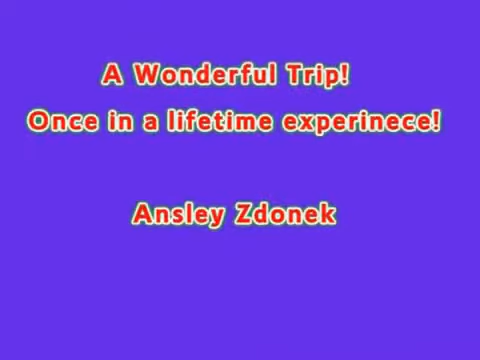 A Wonderful Trip!
Once in a lifetime experinece!
Ansley Zdonek